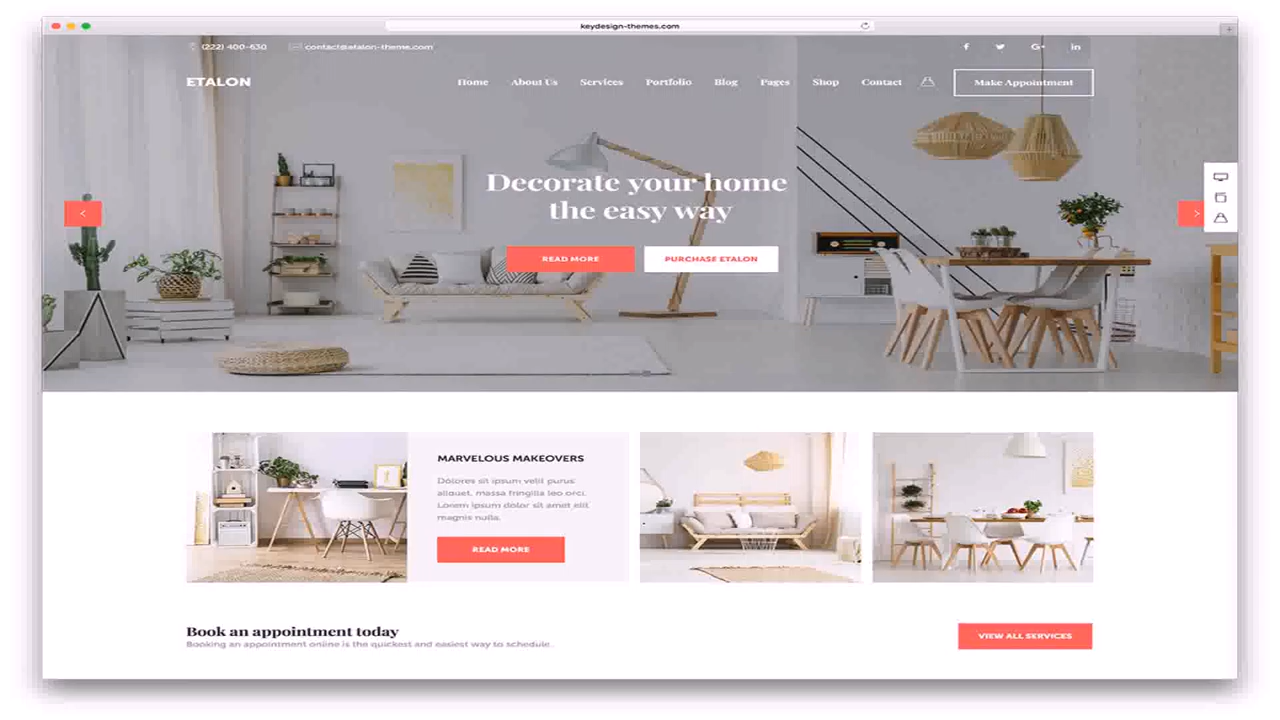 keydesign-themes.com
(222) 400-630 contact@etalon-theme.com
ETALON Home About Us Services Portfolio Blog Pages Shop Contact Make Appointment
Decorate your home
the easy way
READ MORE PURCHASE ETALON
MARVELOUS MAKEOVERS
Dolores sit ipsum velit purus
aliquet, massa fringilla leo orci.
Lorem ipsum dolor sit amet elit
magnis nulla.
READ MORE
Book an appointment today
Booking an appointment online is the quickest and easiest way to schedule.
VIEW ALL SERVICES